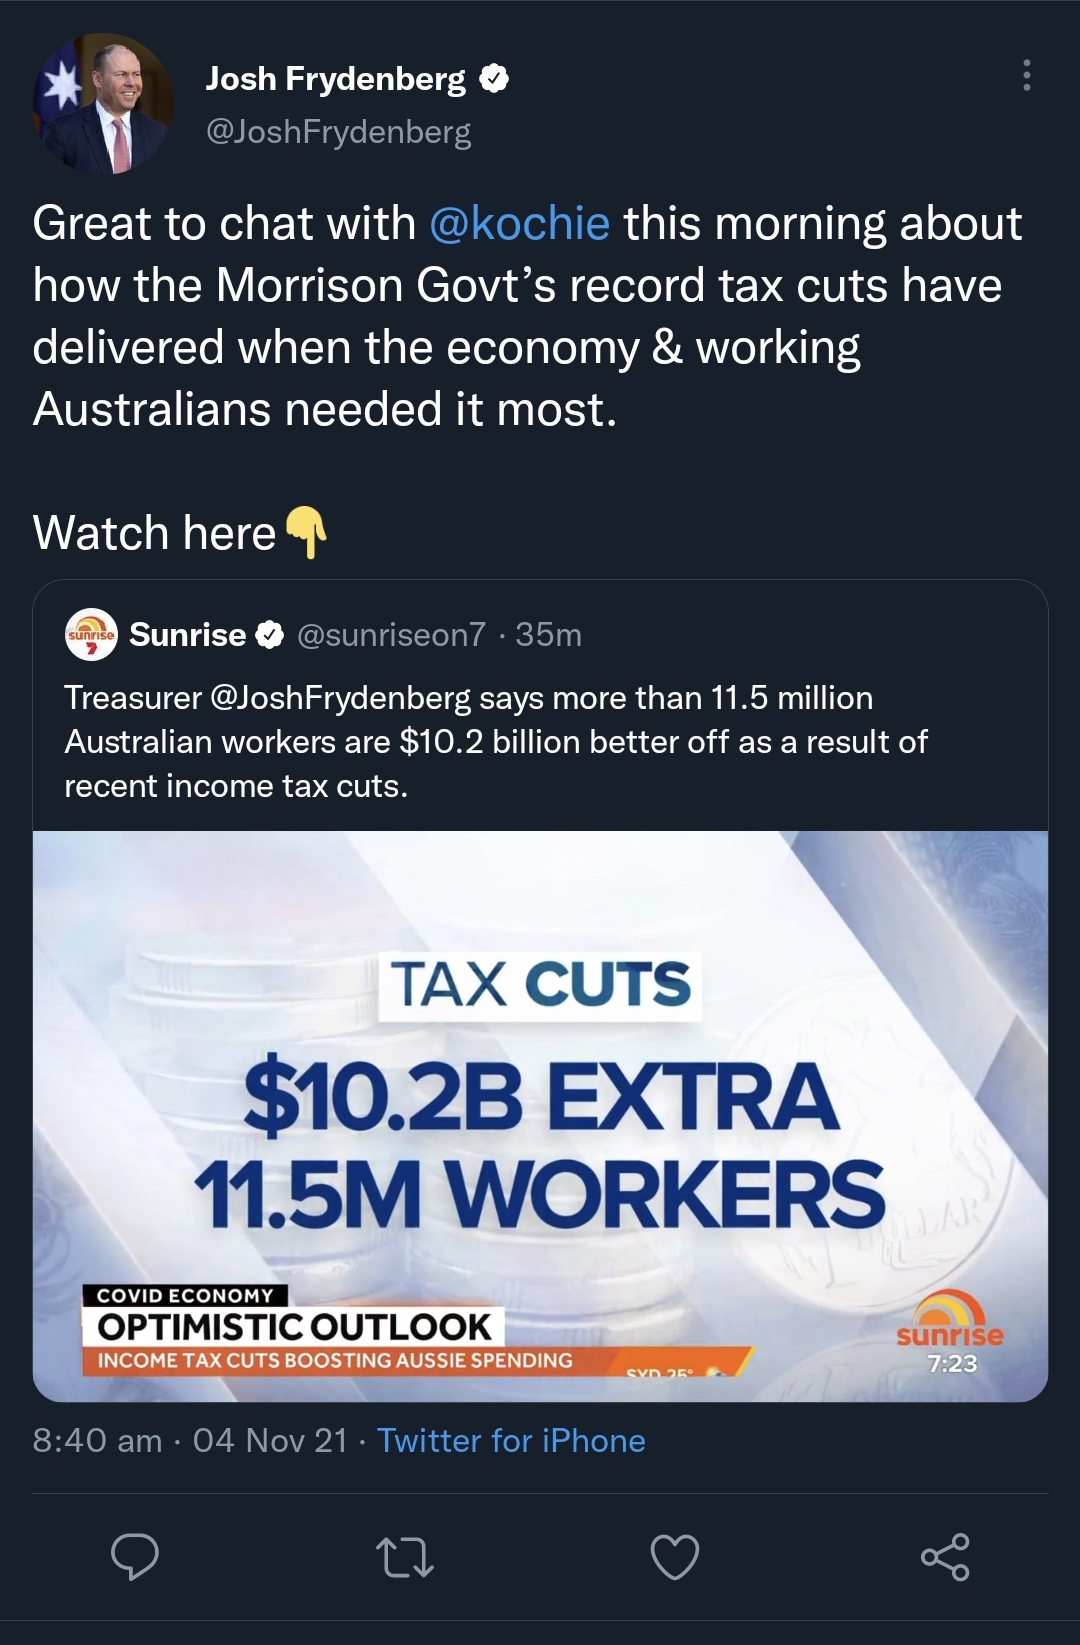 Josh Frydenberg
@JoshFrydenberg
Great to chat with @kochie this morning about
how the Morrison Govt’s record tax cuts have
delivered when the economy & working
Australians needed it most.
Watch here👇
sunrise
7
Sunrise @sunriseon7 · 35m
Treasurer @JoshFrydenberg says more than 11.5 million
Australian workers are $10.2 billion better off as a result of
recent income tax cuts.
TAX CUTS
$10.2B EXTRA
11.5M WORKERS
DOLLAR
COVID ECONOMY
OPTIMISTIC OUTLOOK
INCOME TAX CUTS BOOSTING AUSSIE SPENDING
SYD 25°
sunrise
7:23
8:40 am · 04 Nov 21 · Twitter for iPhone